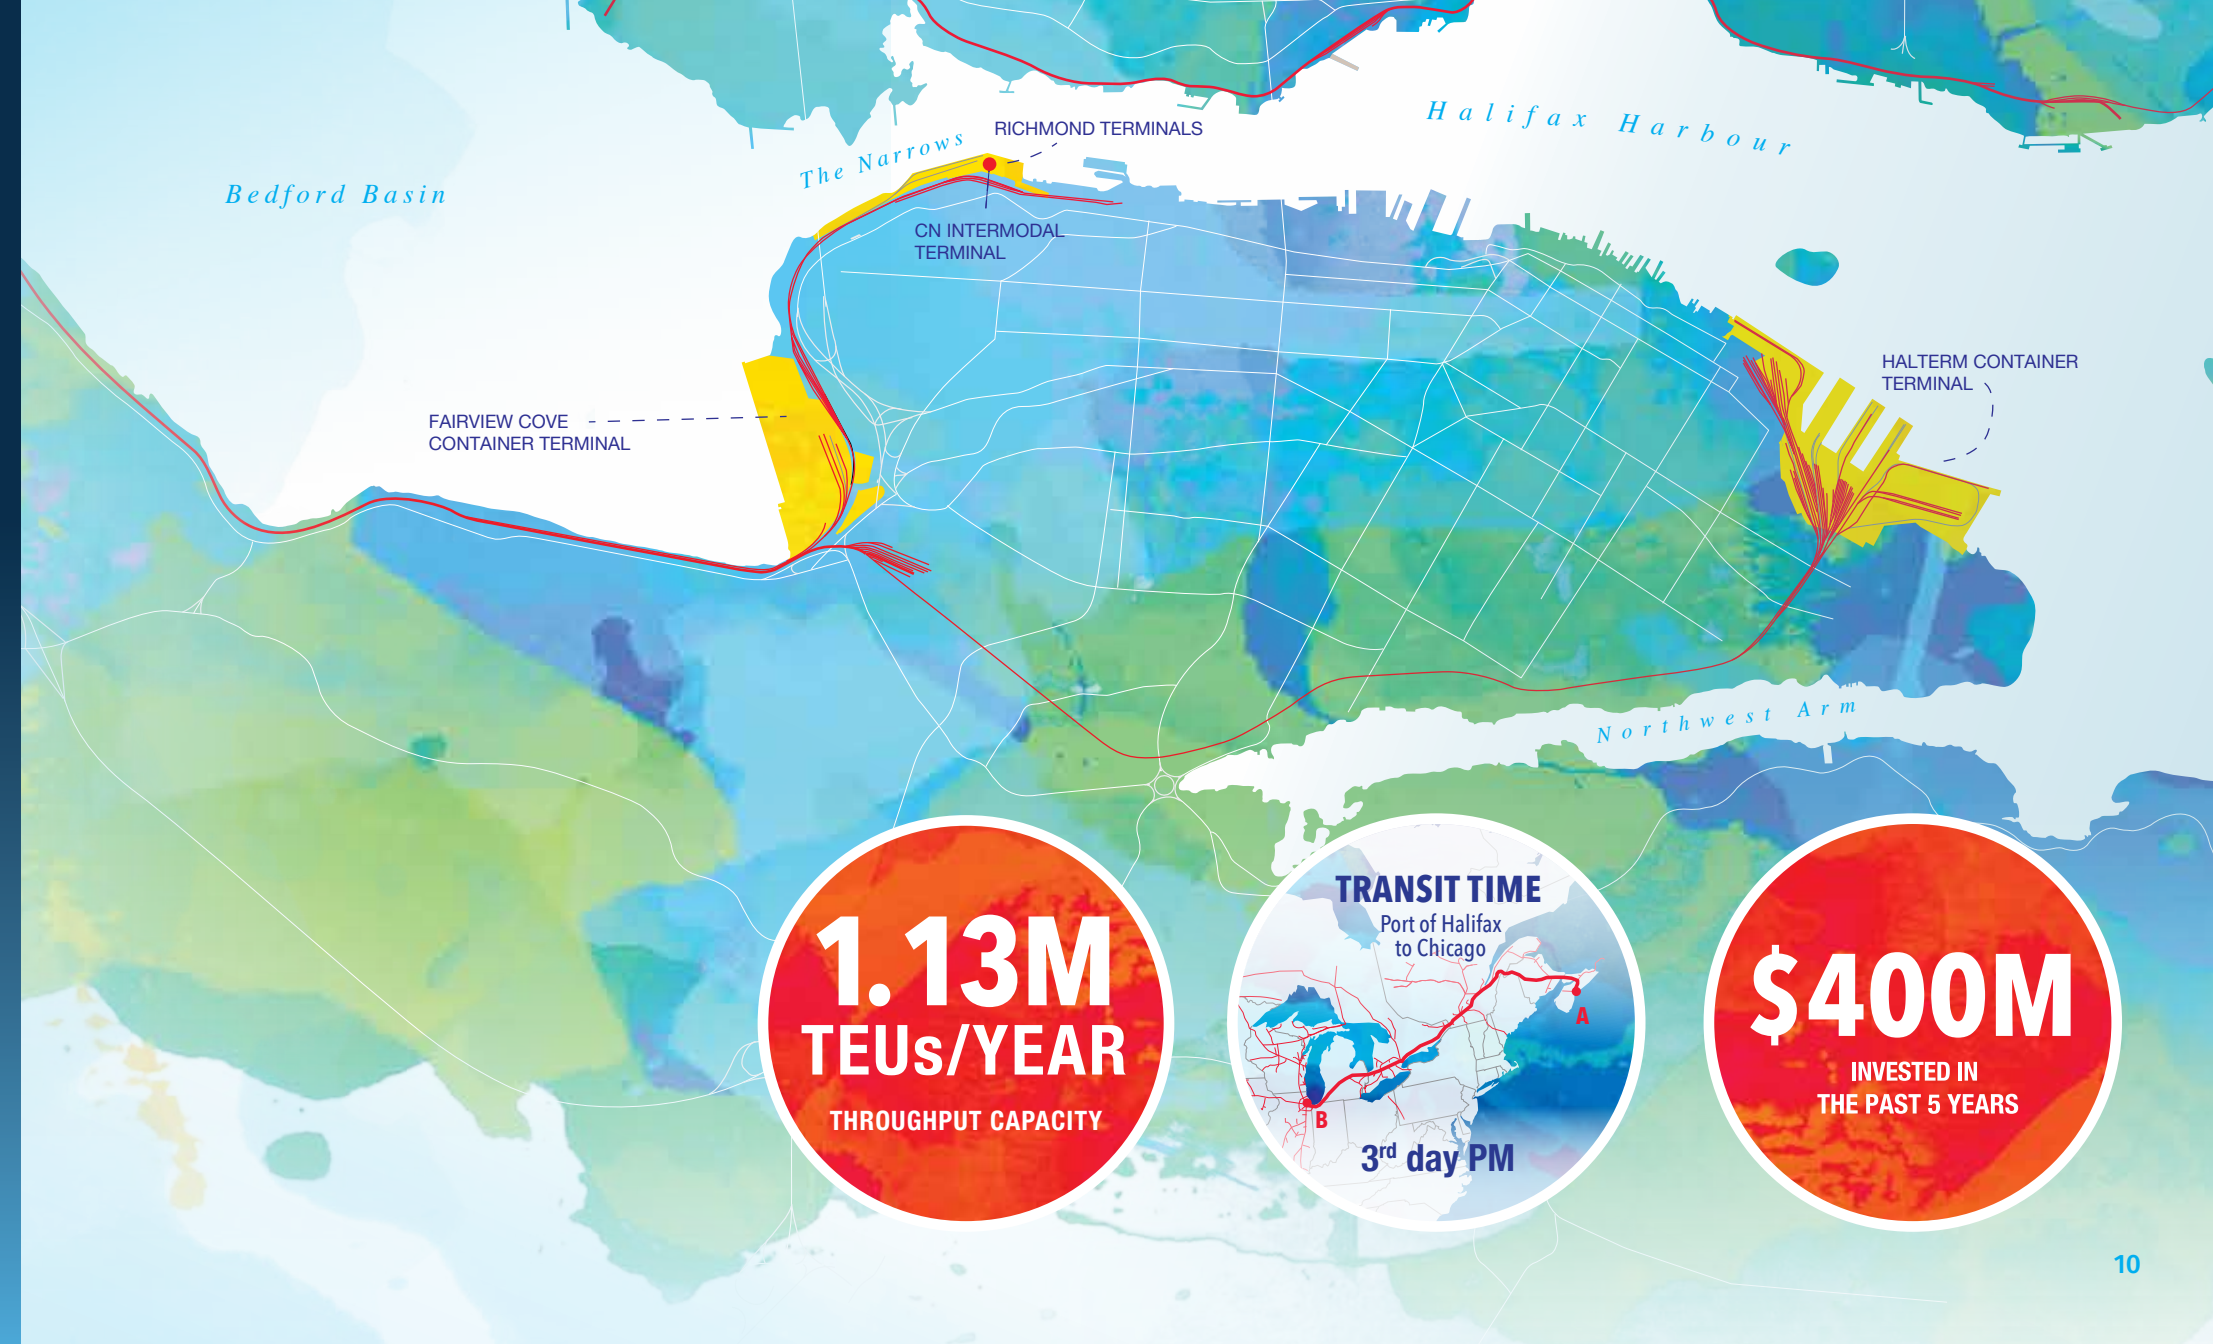 Halifax Harbour
RICHMOND TERMINALS
The Narrows
Bedford Basin
CN INTERMODAL
TERMINAL
HALTERM CONTAINER
TERMINAL
FAIRVIEW COVE
CONTAINER TERMINAL
Northwest Arm
1.13M
TEUs/YEAR
THROUGHPUT CAPACITY
TRANSIT TIME
Port of Halifax
to Chicago
A
B
3rd day PM
$400M
INVESTED IN
THE PAST 5 YEARS
10